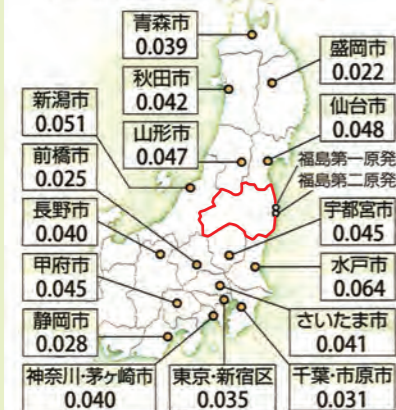 青森市
0.039
盛岡市
0.022
秋田市
0.042
新潟市
0.051
仙台市
0.048
山形市
0.047
福島第一原発
福島第二原発
前橋市
0.025
長野市
0.040
宇都宮市
0.045
甲府市
0.045
水戸市
0.064
静岡市
0.028
さいたま市
0.041
神奈川・茅ヶ崎市
0.040
東京・新宿区
0.035
千葉・市原市
0.031